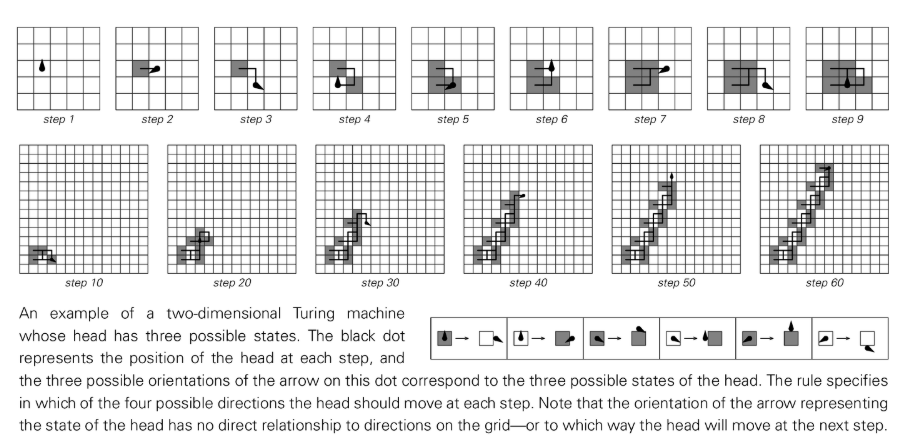 step 1 step 2 step 3 step 4 step 5 step 6 step 7 step 8 step 9
step 10 step 20 step 30 step 40 step 50 step 60
An example of a two-dimensional Turing machine
whose head has three possible states. The black dot
represents the position of the head at each step, and
the three possible orientations of the arrow on this dot correspond to the three possible states of the head. The rule specifies
in which of the four possible directions the head should move at each step. Note that the orientation of the arrow representing
the state of the head has no direct relationship to directions on the grid—or to which way the head will move at the next step.